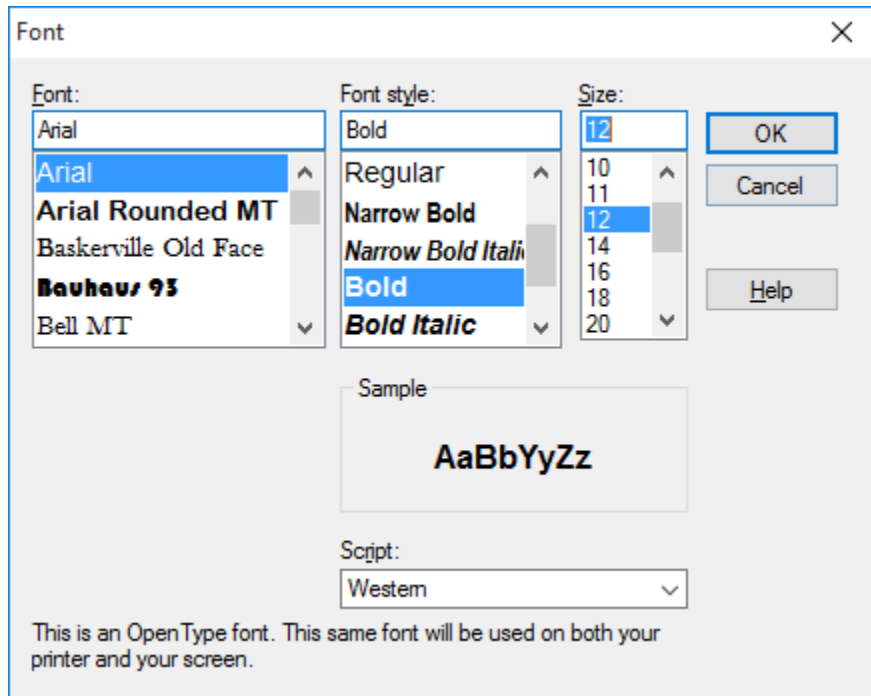 Font
Font:
Font style:
Size:
Arial
Bold
12
OK
Cancel
Help
Arial
Arial Rounded MT
Baskerville Old Face
Bauhaus 93
Bell MT
Regular
Narrow Bold
Narrow Bold Itali
Bold
Bold Italic
10
11
12
14
16
18
20
Sample
AaBbYyZz
Script:
Western
This is an OpenType font. This same font will be used on both your
printer and your screen.